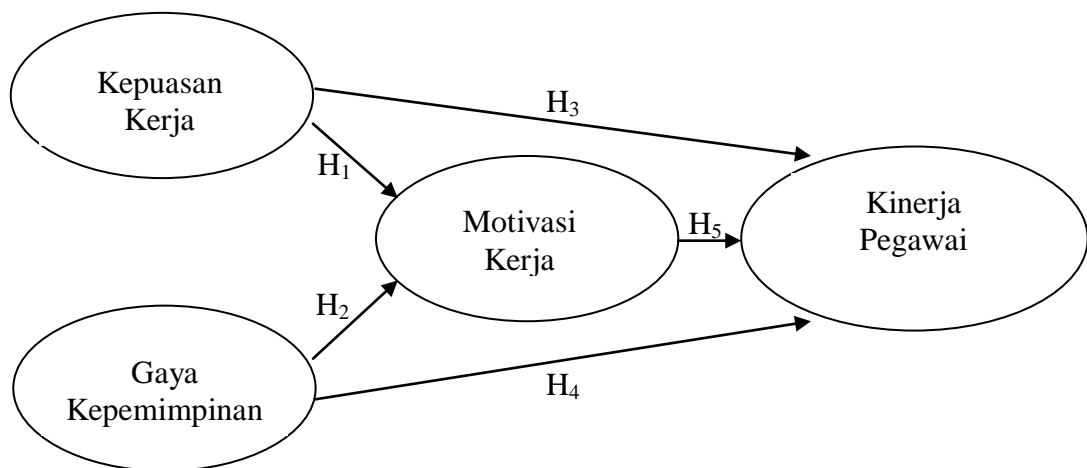 Kepuasan
Kerja
H₃
H₁
Motivasi
Kerja
H₅
Kinerja
Pegawai
H₂
Gaya
Kepemimpinan
H₄